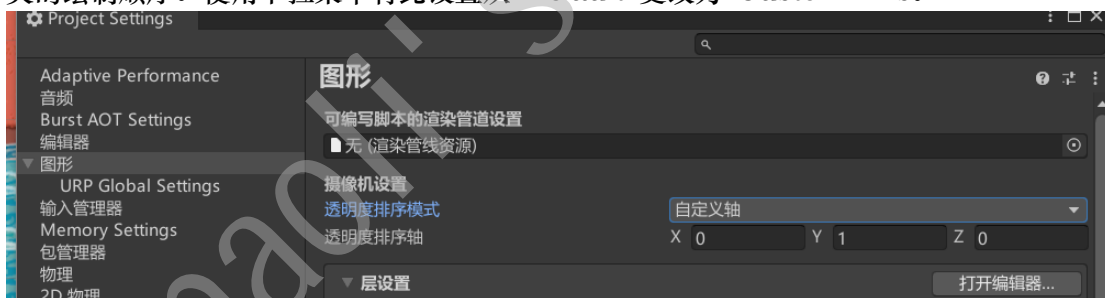 Project Settings
Adaptive Performance
音频
Burst AOT Settings
编辑器
图形
URP Global Settings
输入管理器
Memory Settings
包管理器
物理
2D 物理
图形
可编写脚本的渲染管道设置
无 (渲染管线资源)
摄像机设置
透明度排序模式 自定义轴
透明度排序轴 X 0 Y 1 Z 0
层设置 打开编辑器...